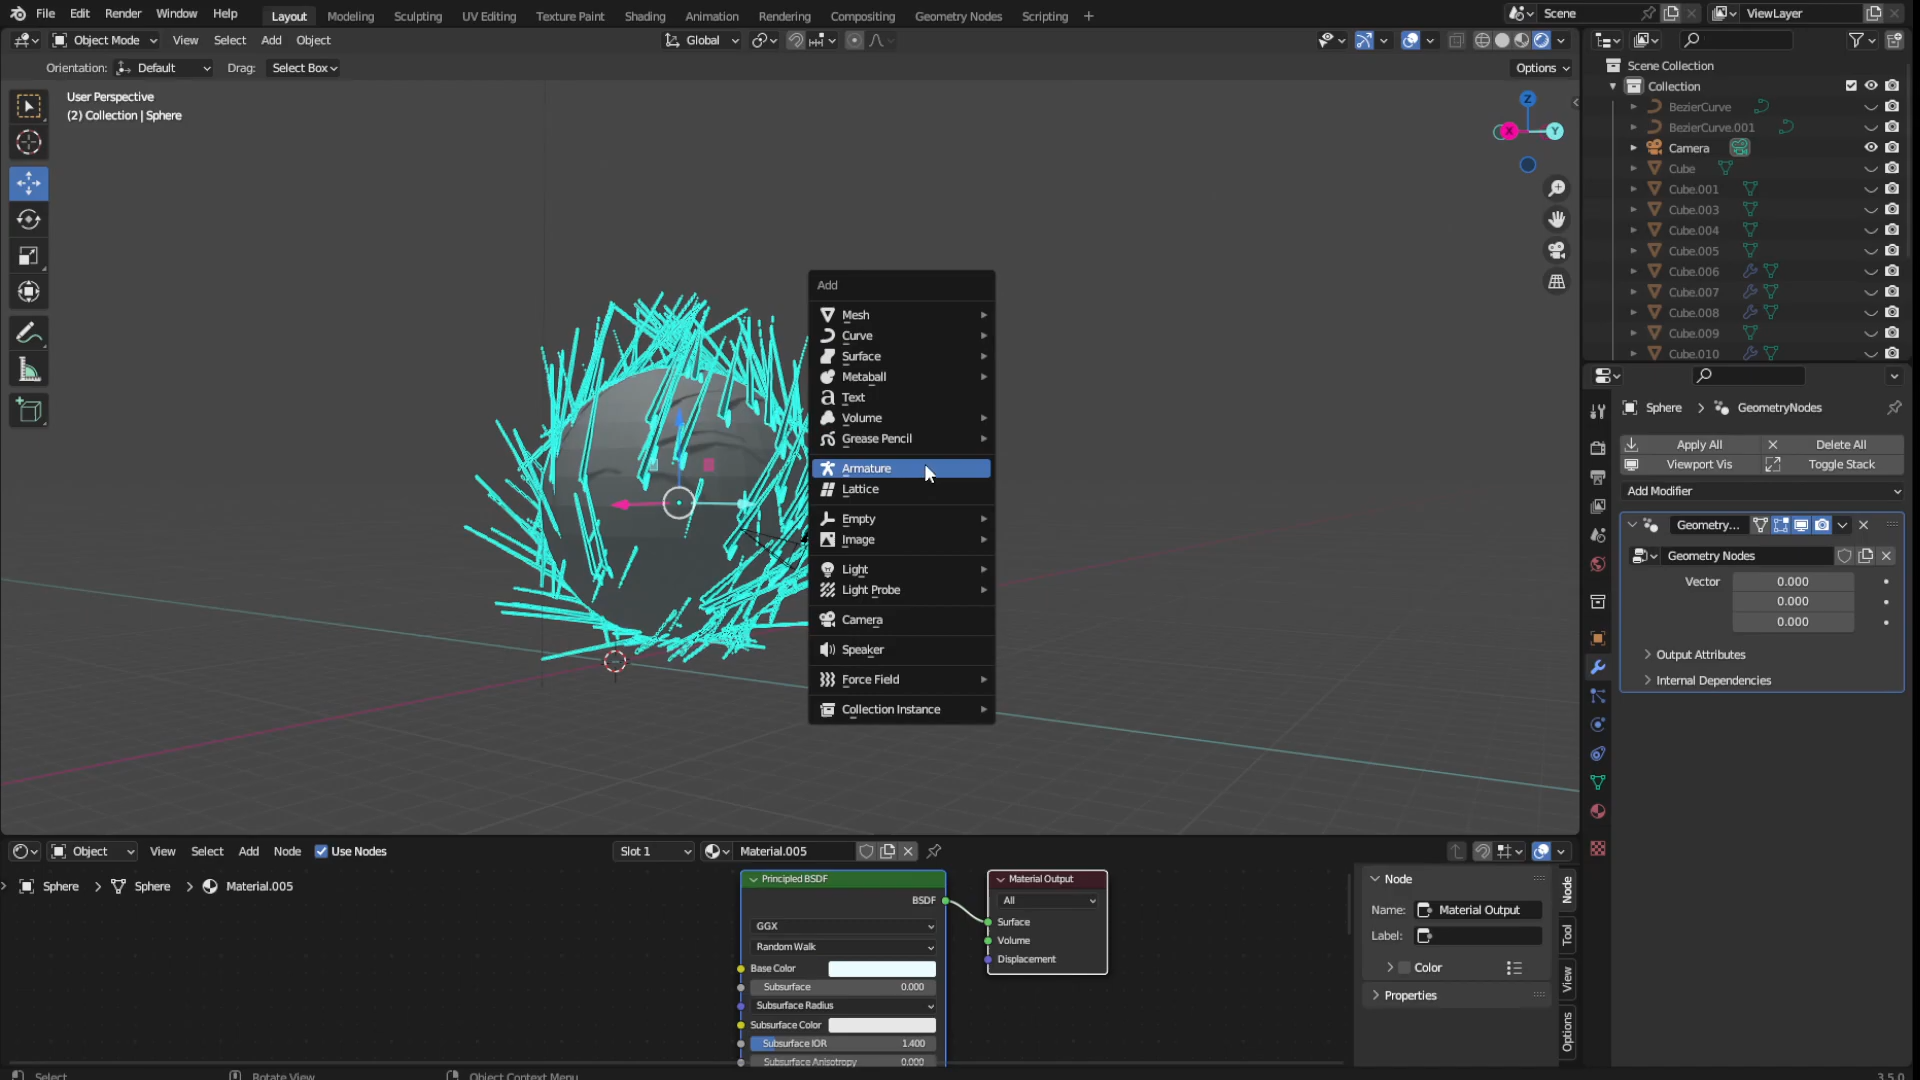 File Edit Render Window Help Layout Modeling Sculpting UV Editing Texture Paint Shading Animation Rendering Compositing Geometry Nodes Scripting + Scene ViewLayer
Object Mode View Select Add Object Global
Orientation: Default Drag: Select Box Options
User Perspective
(2) Collection | Sphere
Z
X
Y
Add
Mesh
Curve
Surface
Metaball
Text
Volume
Grease Pencil
Armature
Lattice
Empty
Image
Light
Light Probe
Camera
Speaker
Force Field
Collection Instance
Scene Collection
Collection
BezierCurve
BezierCurve.001
Camera
Cube
Cube.001
Cube.003
Cube.004
Cube.005
Cube.006
Cube.007
Cube.008
Cube.009
Cube.010
Sphere > GeometryNodes
Apply All Delete All
Viewport Vis Toggle Stack
Add Modifier
Geometry...
Geometry Nodes
Vector 0.000
0.000
0.000
Output Attributes
Internal Dependencies
Object View Select Add Node Use Nodes Slot 1 Material.005
Sphere > Sphere > Material.005
Principled BSDF
BSDF
GGX
Random Walk
Base Color
Subsurface 0.000
Subsurface Radius
Subsurface Color
Subsurface IOR 1.400
Subsurface Anisotropy 0.000
Material Output
All
Surface
Volume
Displacement
Node
Name: Material Output
Label:
Color
Properties
Node
Tool
View
Options
Select Rotate View Object Context Menu 3.5.0